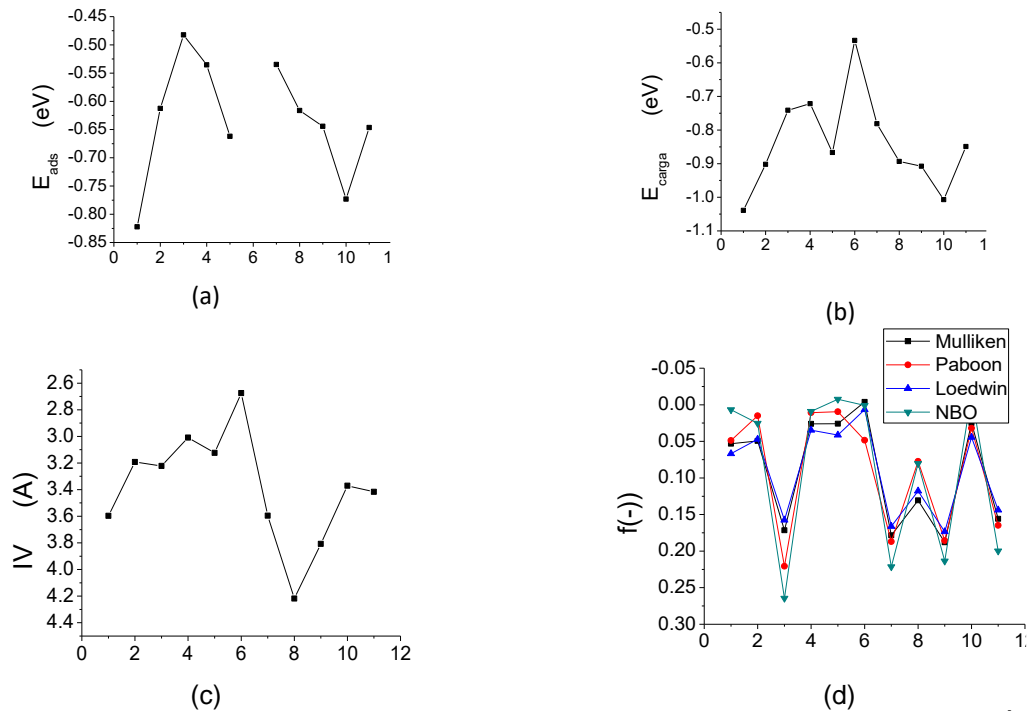 -0.45
-0.50
-0.55
-0.60
-0.65
-0.70
-0.75
-0.80
-0.85
E_ads (eV)
0 2 4 6 8 10 1
(a)
-0.5
-0.6
-0.7
-0.8
-0.9
-1.0
-1.1
E_carga (eV)
0 2 4 6 8 10 1
(b)
2.6
2.8
3.0
3.2
3.4
3.6
3.8
4.0
4.2
4.4
IV (A)
0 2 4 6 8 10 12
(c)
Mulliken
Paboon
Loedwin
NBO
-0.05
0.00
0.05
0.10
0.15
0.20
0.25
0.30
f(-))
0 2 4 6 8 10 12
(d)